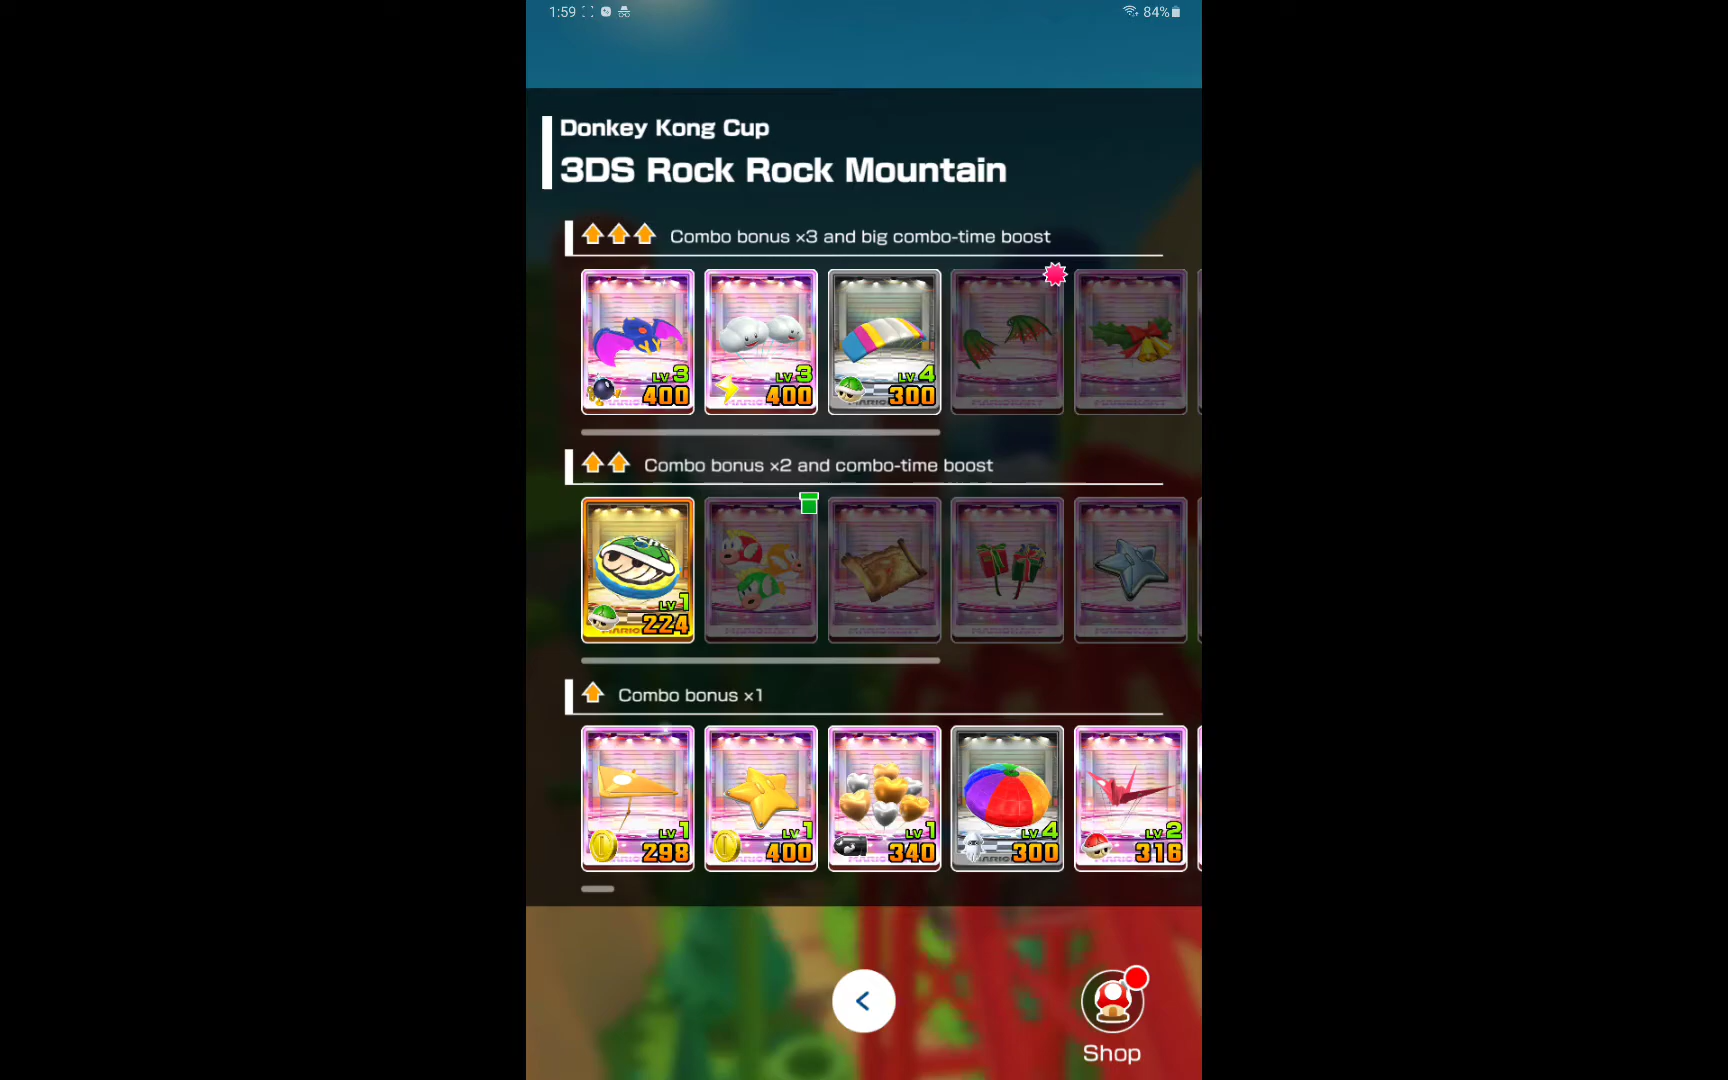 1:59
84%
Donkey Kong Cup
3DS Rock Rock Mountain
Combo bonus ×3 and big combo-time boost
LV 3 LV 3 LV 4
400 400 300
Combo bonus ×2 and combo-time boost
LV 1
224
Combo bonus ×1
LV 1 LV 1 LV 1 LV 4 LV 2
298 400 340 300 316
<
Shop